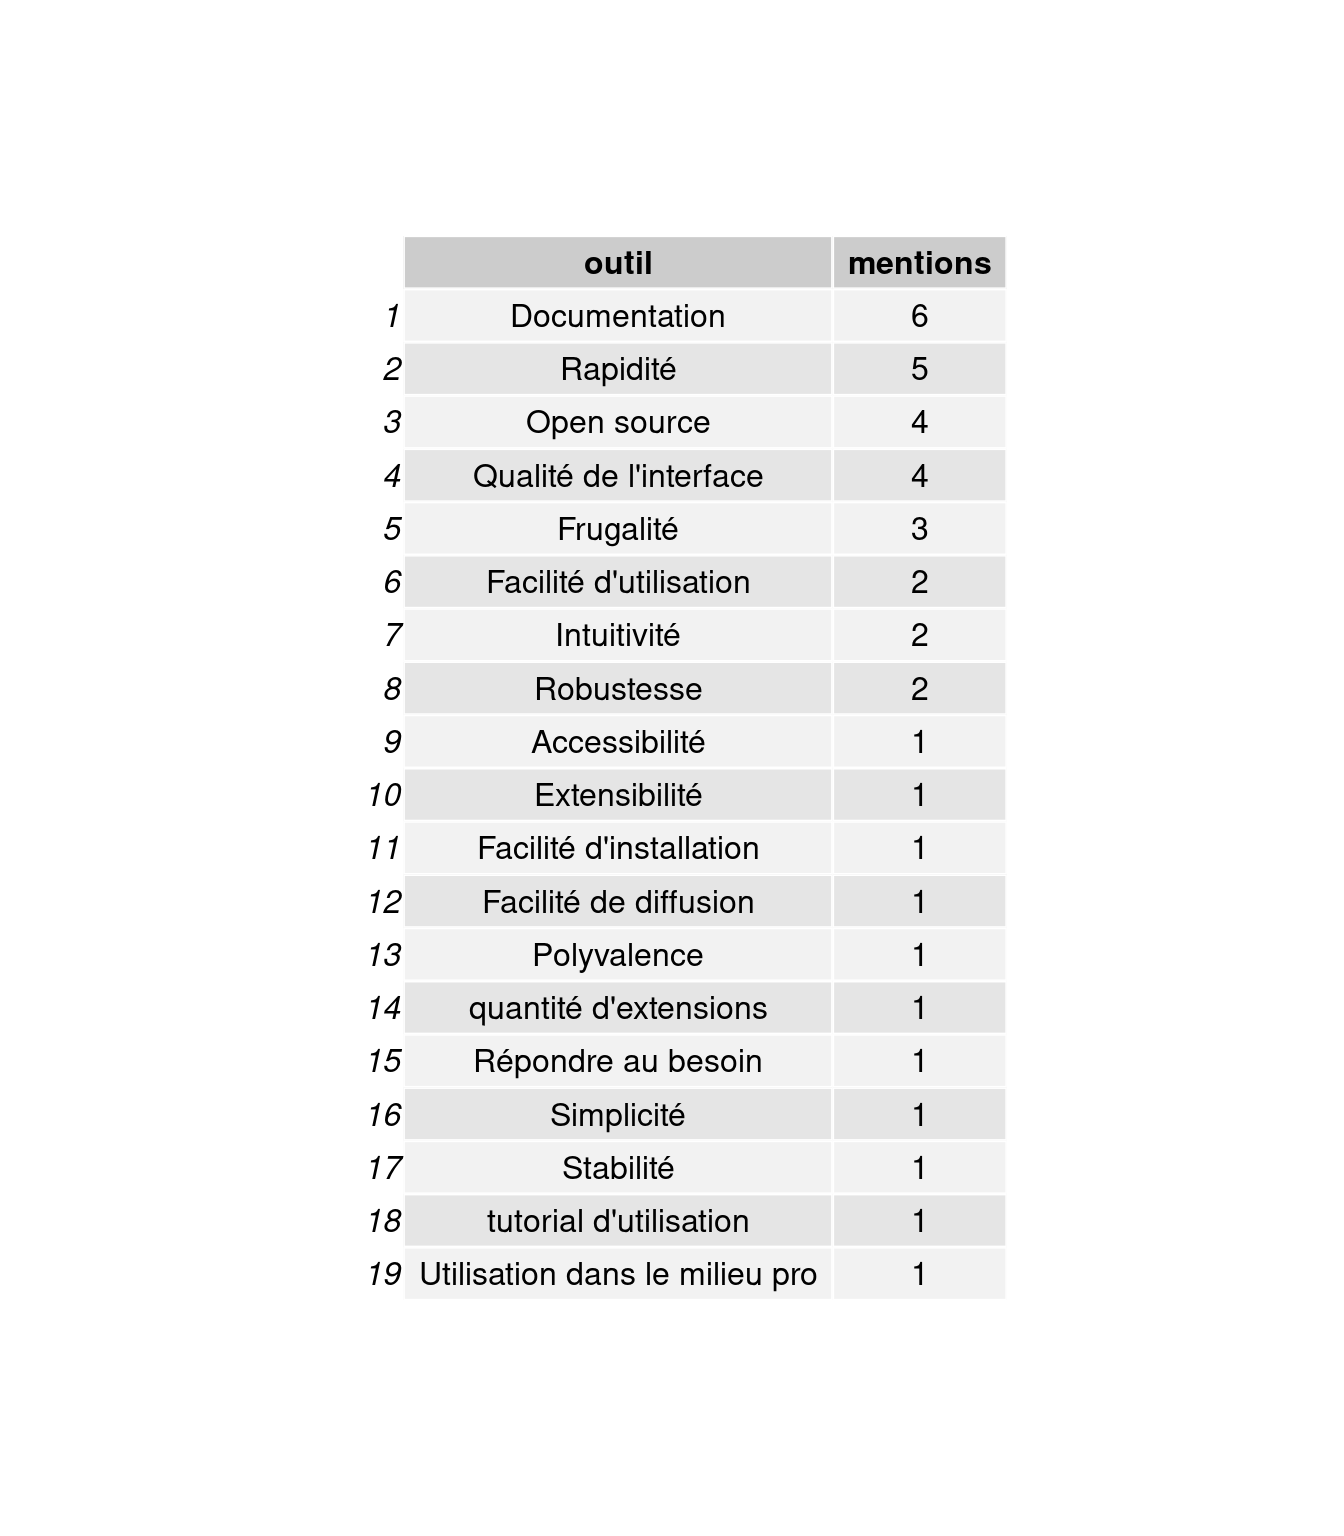 outil mentions
1 Documentation 6
2 Rapidité 5
3 Open source 4
4 Qualité de l'interface 4
5 Frugalité 3
6 Facilité d'utilisation 2
7 Intuitivité 2
8 Robustesse 2
9 Accessibilité 1
10 Extensibilité 1
11 Facilité d'installation 1
12 Facilité de diffusion 1
13 Polyvalence 1
14 quantité d'extensions 1
15 Répondre au besoin 1
16 Simplicité 1
17 Stabilité 1
18 tutorial d'utilisation 1
19 Utilisation dans le milieu pro 1